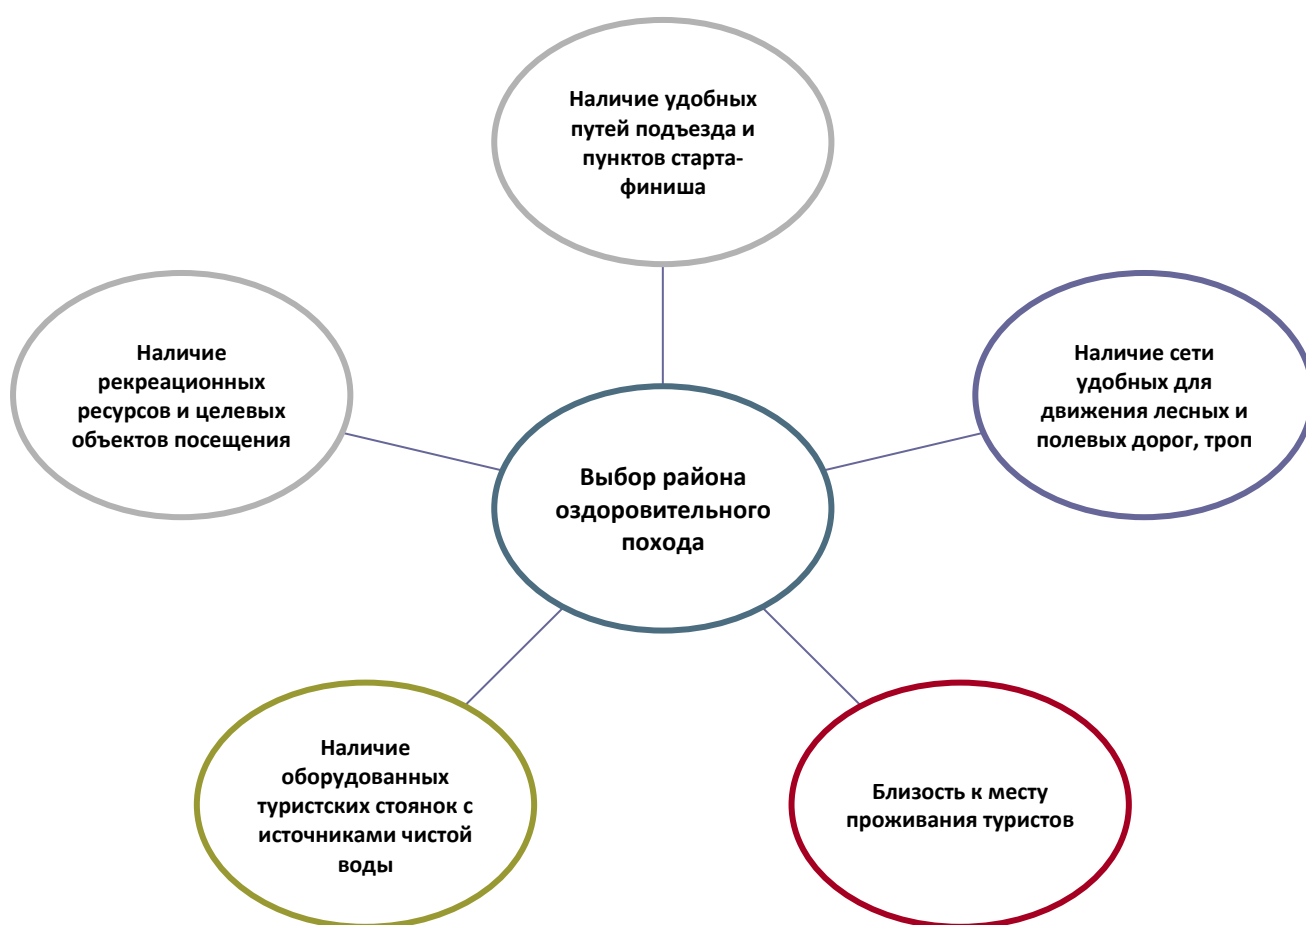 Наличие удобных
путей подъезда и
пунктов старта-
финиша
Наличие
рекреационных
ресурсов и целевых
объектов посещения
Наличие сети
удобных для
движения лесных и
полевых дорог, троп
Выбор района
оздоровительного
похода
Наличие
оборудованных
туристских стоянок с
источниками чистой
воды
Близость к месту
проживания туристов